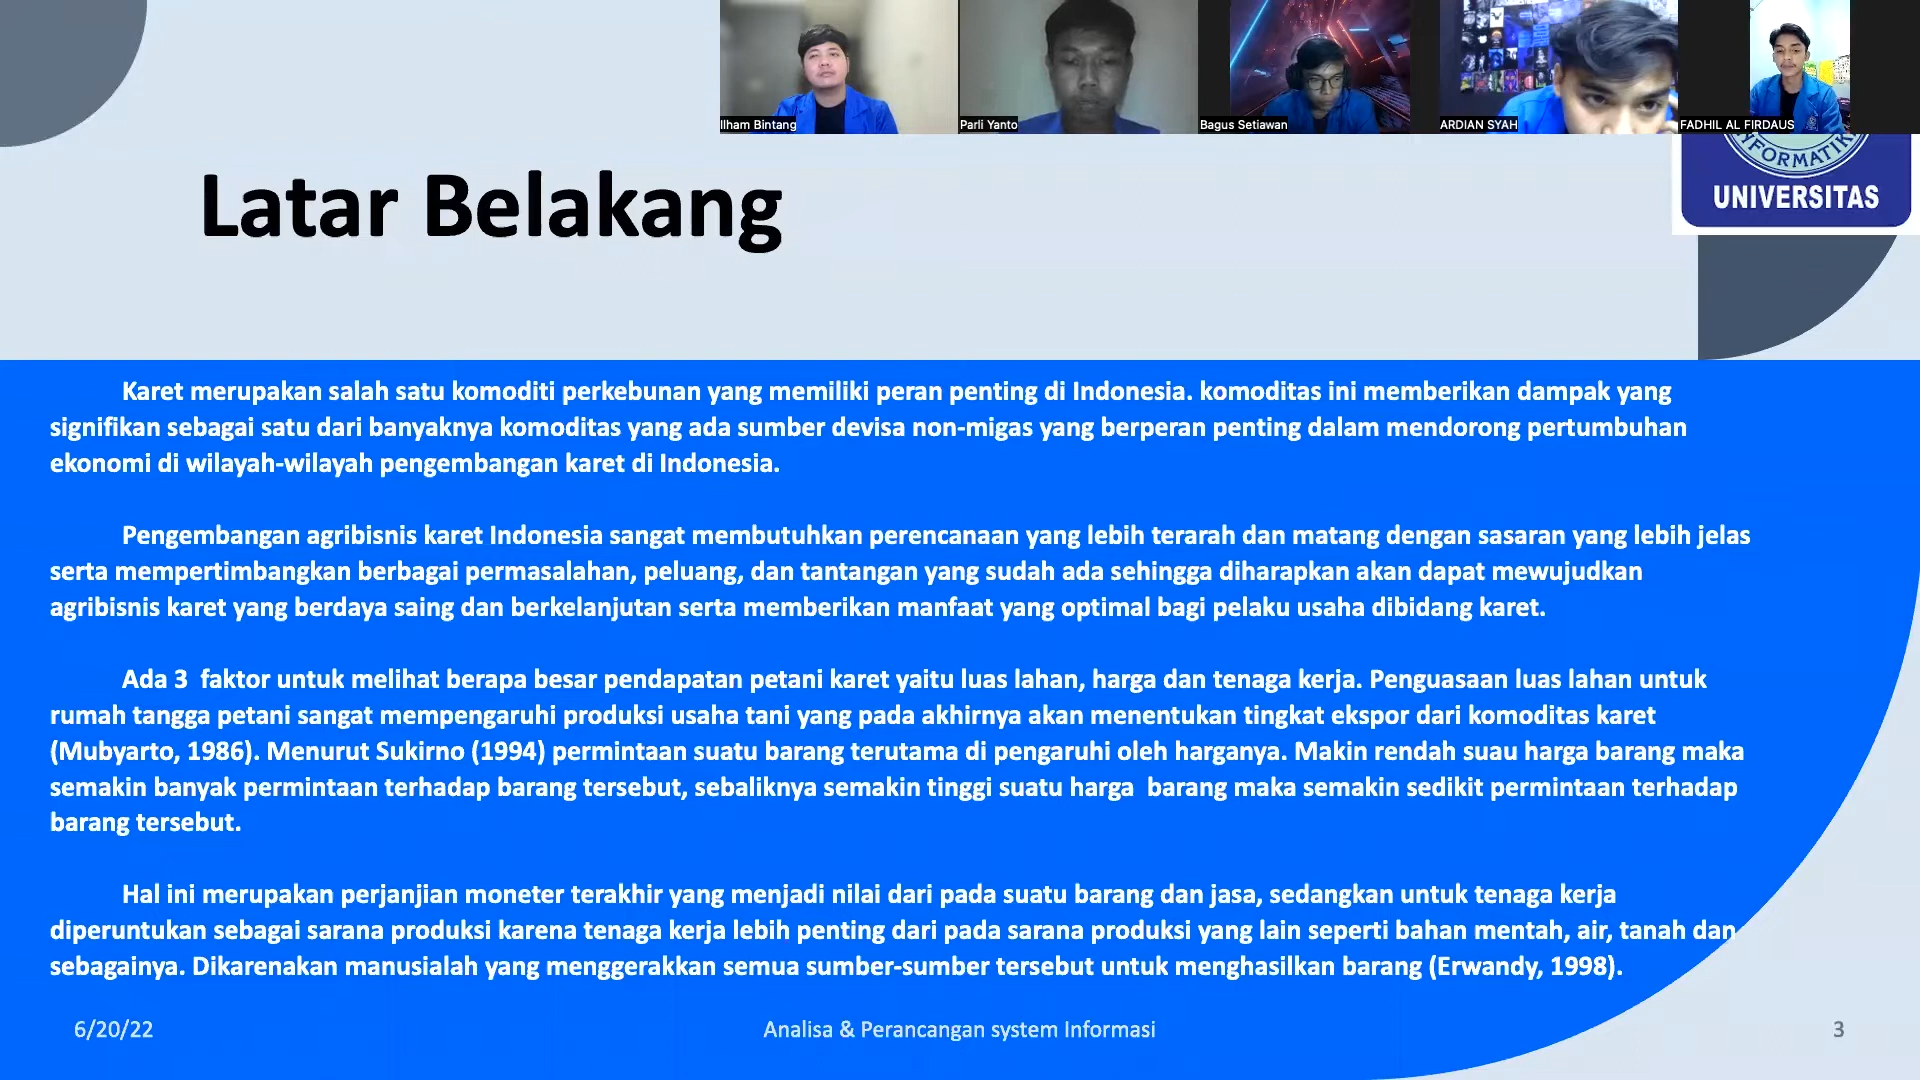 Ilham Bintang
Parli Yanto
Bagus Setiawan
ARDIAN SYAH
FADHIL AL FIRDAUS
INFORMATIKA
UNIVERSITAS
Latar Belakang
Karet merupakan salah satu komoditi perkebunan yang memiliki peran penting di Indonesia. komoditas ini memberikan dampak yang
signifikan sebagai satu dari banyaknya komoditas yang ada sumber devisa non-migas yang berperan penting dalam mendorong pertumbuhan
ekonomi di wilayah-wilayah pengembangan karet di Indonesia.
Pengembangan agribisnis karet Indonesia sangat membutuhkan perencanaan yang lebih terarah dan matang dengan sasaran yang lebih jelas
serta mempertimbangkan berbagai permasalahan, peluang, dan tantangan yang sudah ada sehingga diharapkan akan dapat mewujudkan
agribisnis karet yang berdaya saing dan berkelanjutan serta memberikan manfaat yang optimal bagi pelaku usaha dibidang karet.
Ada 3  faktor untuk melihat berapa besar pendapatan petani karet yaitu luas lahan, harga dan tenaga kerja. Penguasaan luas lahan untuk
rumah tangga petani sangat mempengaruhi produksi usaha tani yang pada akhirnya akan menentukan tingkat ekspor dari komoditas karet
(Mubyarto, 1986). Menurut Sukirno (1994) permintaan suatu barang terutama di pengaruhi oleh harganya. Makin rendah suau harga barang maka
semakin banyak permintaan terhadap barang tersebut, sebaliknya semakin tinggi suatu harga  barang maka semakin sedikit permintaan terhadap
barang tersebut.
Hal ini merupakan perjanjian moneter terakhir yang menjadi nilai dari pada suatu barang dan jasa, sedangkan untuk tenaga kerja
diperuntukan sebagai sarana produksi karena tenaga kerja lebih penting dari pada sarana produksi yang lain seperti bahan mentah, air, tanah dan
sebagainya. Dikarenakan manusialah yang menggerakkan semua sumber-sumber tersebut untuk menghasilkan barang (Erwandy, 1998).
6/20/22
Analisa & Perancangan system Informasi
3